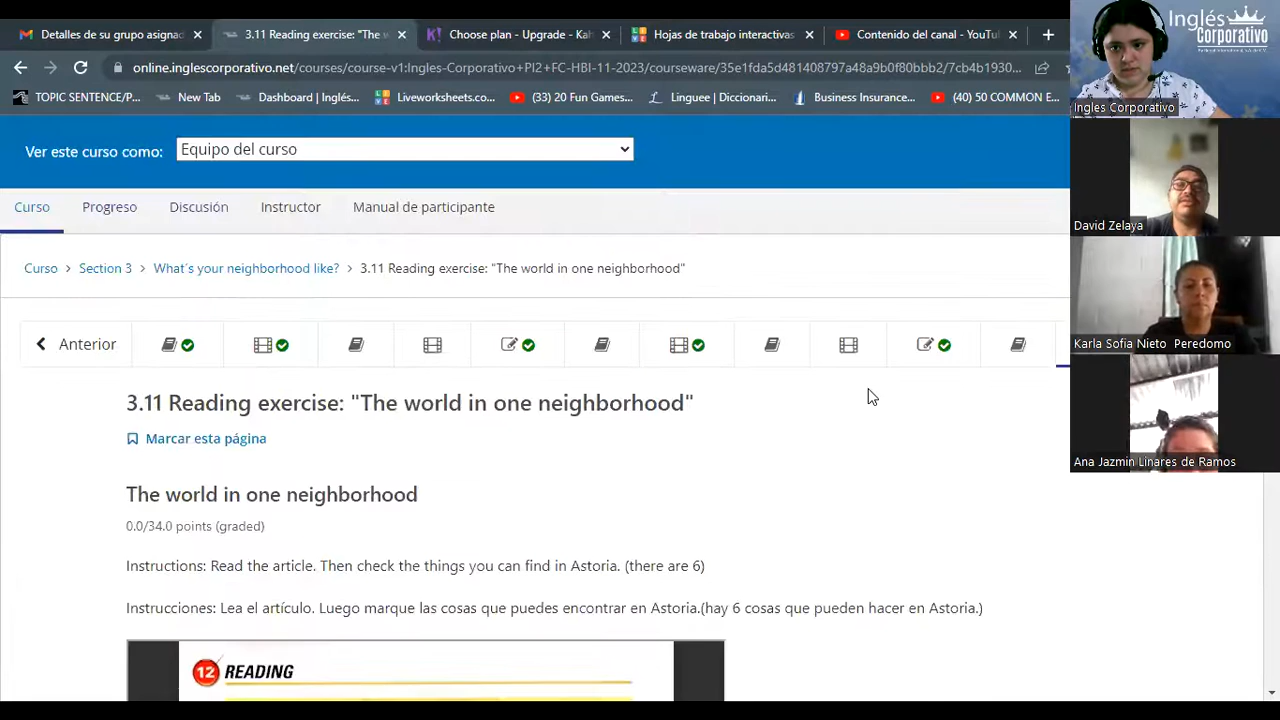 Detalles de su grupo asignad
3.11 Reading exercise: "The w
Choose plan - Upgrade - Kah
Hojas de trabajo interactivas
Contenido del canal - YouTu
online.inglescorporativo.net/courses/course-v1:Ingles-Corporativo+PI2+FC-HBI-11-2023/courseware/35e1fda5d481408797a48a9b0f80bbb2/7cb4b1930...
TOPIC SENTENCE/P...
New Tab
Dashboard | Inglés...
Liveworksheets.co...
(33) 20 Fun Games...
Linguee | Diccionari...
Business Insurance...
(40) 50 COMMON E...
Ver este curso como:
Equipo del curso
Curso
Progreso
Discusión
Instructor
Manual de participante
Curso > Section 3 > What´s your neighborhood like? > 3.11 Reading exercise: "The world in one neighborhood"
Anterior
3.11 Reading exercise: "The world in one neighborhood"
Marcar esta página
The world in one neighborhood
0.0/34.0 points (graded)
Instructions: Read the article. Then check the things you can find in Astoria. (there are 6)
Instrucciones: Lea el artículo. Luego marque las cosas que puedes encontrar en Astoria.(hay 6 cosas que pueden hacer en Astoria.)
12 READING
Inglés
Corporativo
Ingles Corporativo
David Zelaya
Karla Sofia Nieto Peredomo
Ana Jazmin Linares de Ramos